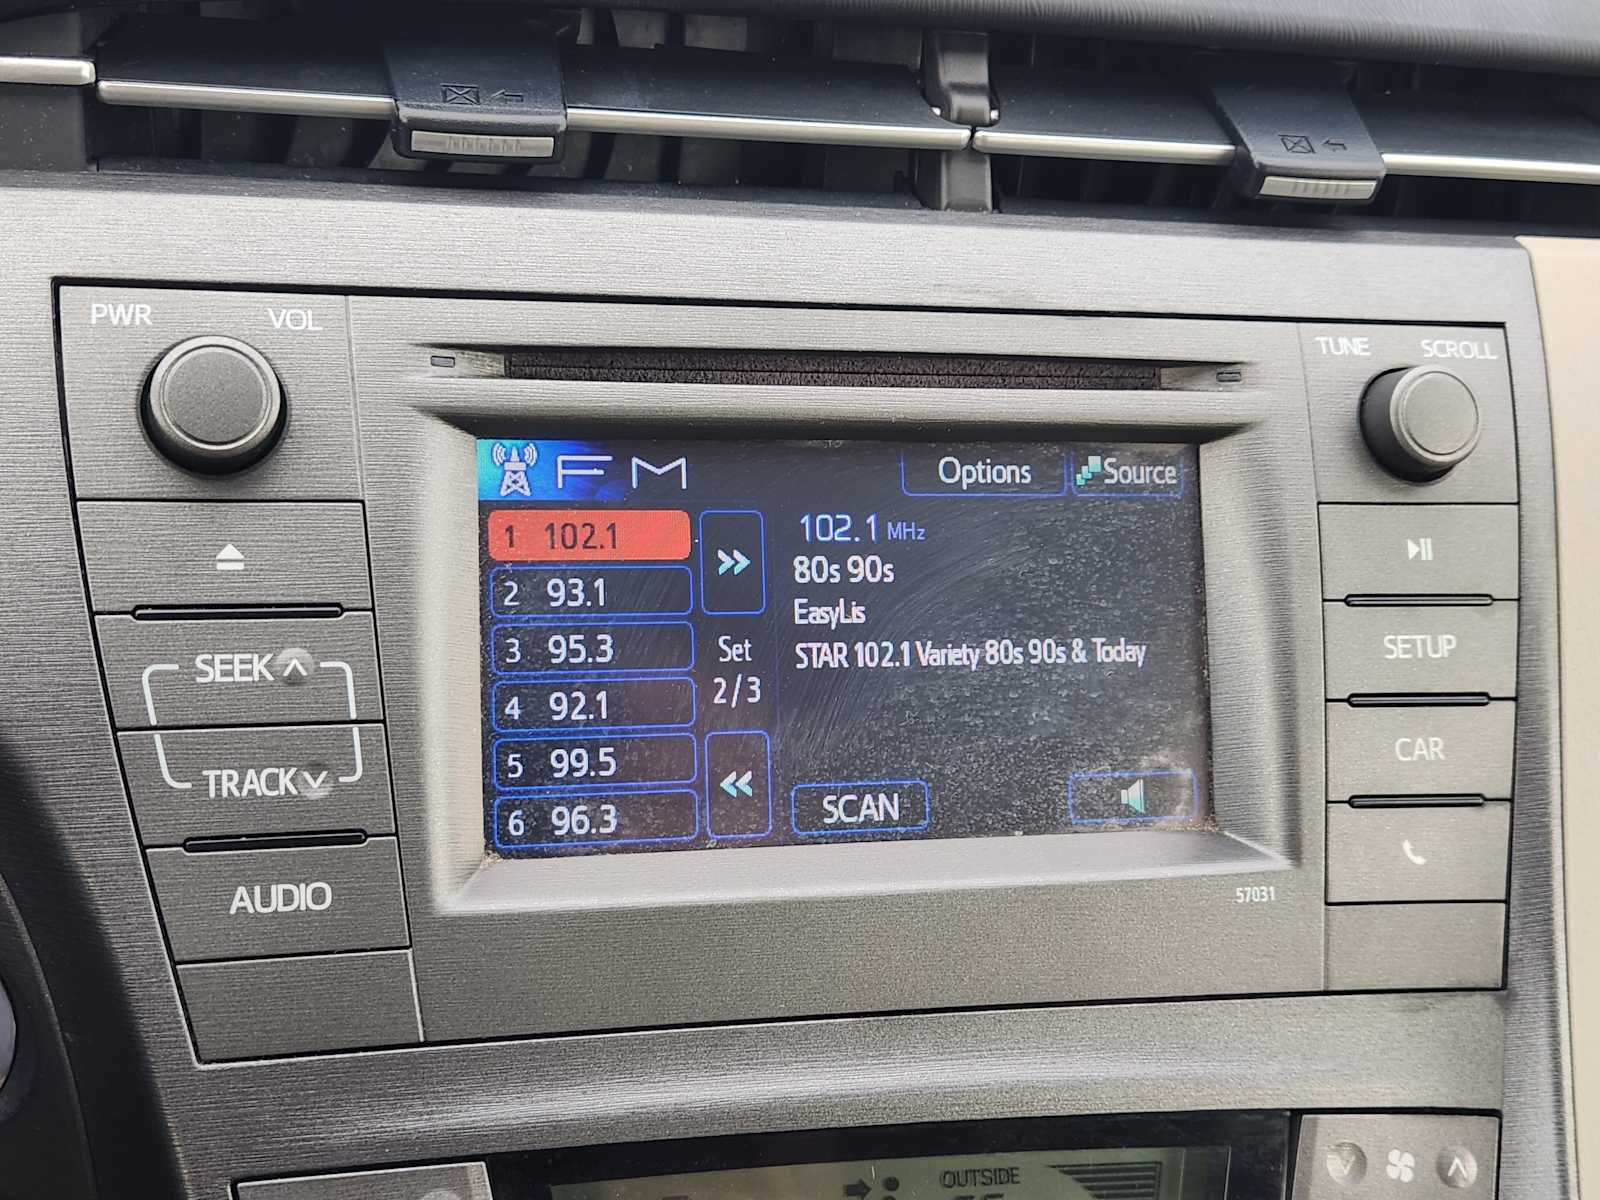 PWR VOL
TUNE SCROLL
FM Options Source
1 102.1
102.1 MHz
80s 90s
2 93.1
EasyLis
3 95.3
Set
2/3
STAR 102.1 Variety 80s 90s & Today
4 92.1
5 99.5
6 96.3
SCAN
SEEK
TRACK
AUDIO
SETUP
CAR
57031
OUTSIDE